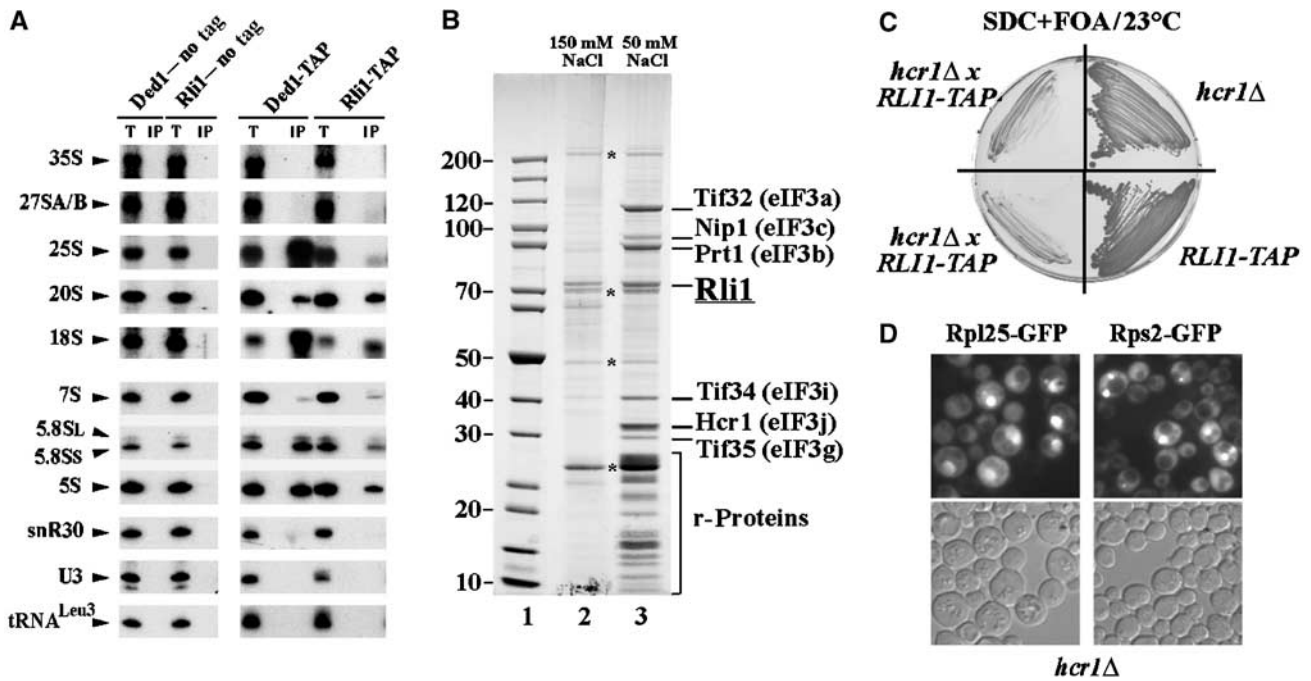 A
Ded1— no tag
Rli1— no tag
Ded1-TAP
Rli1-TAP
T IP T IP T IP T IP
35S
27SA/B
25S
20S
18S
7S
5.8SL
5.8SS
5S
snR30
U3
tRNA Leu3
B
150 mM NaCl
50 mM NaCl
200
120
100
90
70
50
40
30
20
10
*
*
*
*
Tif32 (eIF3a)
Nip1 (eIF3c)
Prt1 (eIF3b)
Rli1
Tif34 (eIF3i)
Hcr1 (eIF3j)
Tif35 (eIF3g)
r-Proteins
1 2 3
C
SDC+FOA/23°C
hcr1Δ x
RLI1-TAP
hcr1Δ
hcr1Δ x
RLI1-TAP
RLI1-TAP
D
Rpl25-GFP
Rps2-GFP
hcr1Δ